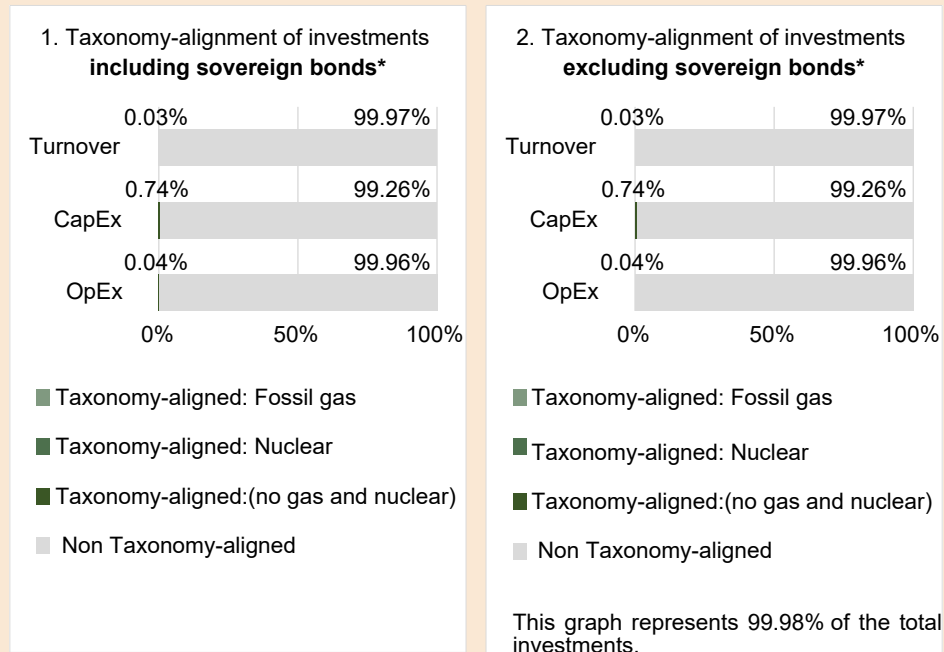 1. Taxonomy-alignment of investments
including sovereign bonds*
0.03% 99.97%
Turnover
0.74% 99.26%
CapEx
0.04% 99.96%
OpEx
0% 50% 100%
Taxonomy-aligned: Fossil gas
Taxonomy-aligned: Nuclear
Taxonomy-aligned:(no gas and nuclear)
Non Taxonomy-aligned
2. Taxonomy-alignment of investments
excluding sovereign bonds*
0.03% 99.97%
Turnover
0.74% 99.26%
CapEx
0.04% 99.96%
OpEx
0% 50% 100%
Taxonomy-aligned: Fossil gas
Taxonomy-aligned: Nuclear
Taxonomy-aligned:(no gas and nuclear)
Non Taxonomy-aligned
This graph represents 99.98% of the total
investments.